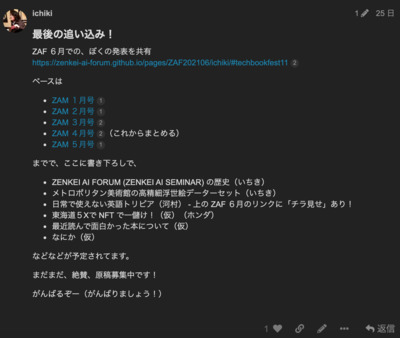 ichiki
1
25 日
最後の追い込み！
ZAF ６月での、ぼくの発表を共有
https://zenkei-ai-forum.github.io/pages/ZAF202106/ichiki/#techbookfest11 2
ベースは
ZAM １月号 1
ZAM ２月号 1
ZAM ３月号 2
ZAM ４月号 2 （これからまとめる）
ZAM ５月号 1
までで、ここに書き下ろしで、
ZENKEI AI FORUM (ZENKEI AI SEMINAR) の歴史（いちき）
メトロポリタン美術館の高精細浮世絵データーセット（いちき）
日常で使えない英語トリビア（河村） - 上の ZAF ６月のリンクに「チラ見せ」あり！
東海道５Xで NFT で一儲け！（仮）（ホンダ）
最近読んで面白かった本について（仮）
なにか（仮）
などなどが予定されてます。
まだまだ、絶賛、原稿募集中です！
がんばるぞー（がんばりましょう！）
1
返信